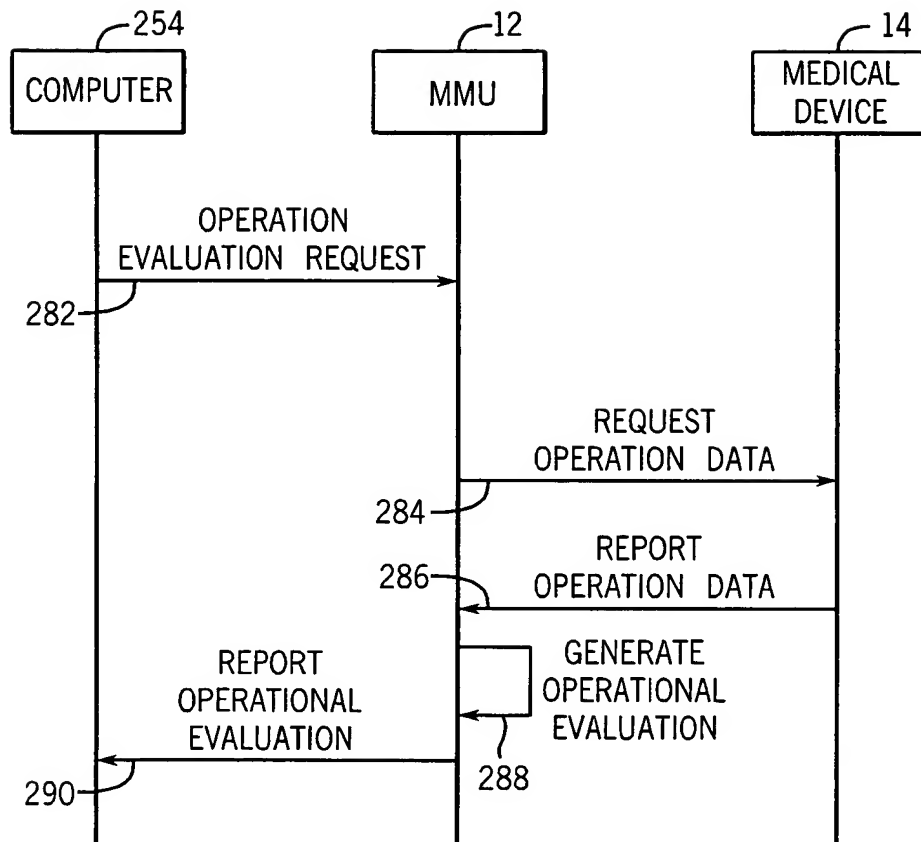 254
12
14
COMPUTER
MMU
MEDICAL
DEVICE
OPERATION
EVALUATION REQUEST
282
REQUEST
OPERATION DATA
284
REPORT
OPERATION DATA
286
GENERATE
OPERATIONAL
EVALUATION
288
REPORT
OPERATIONAL
EVALUATION
290